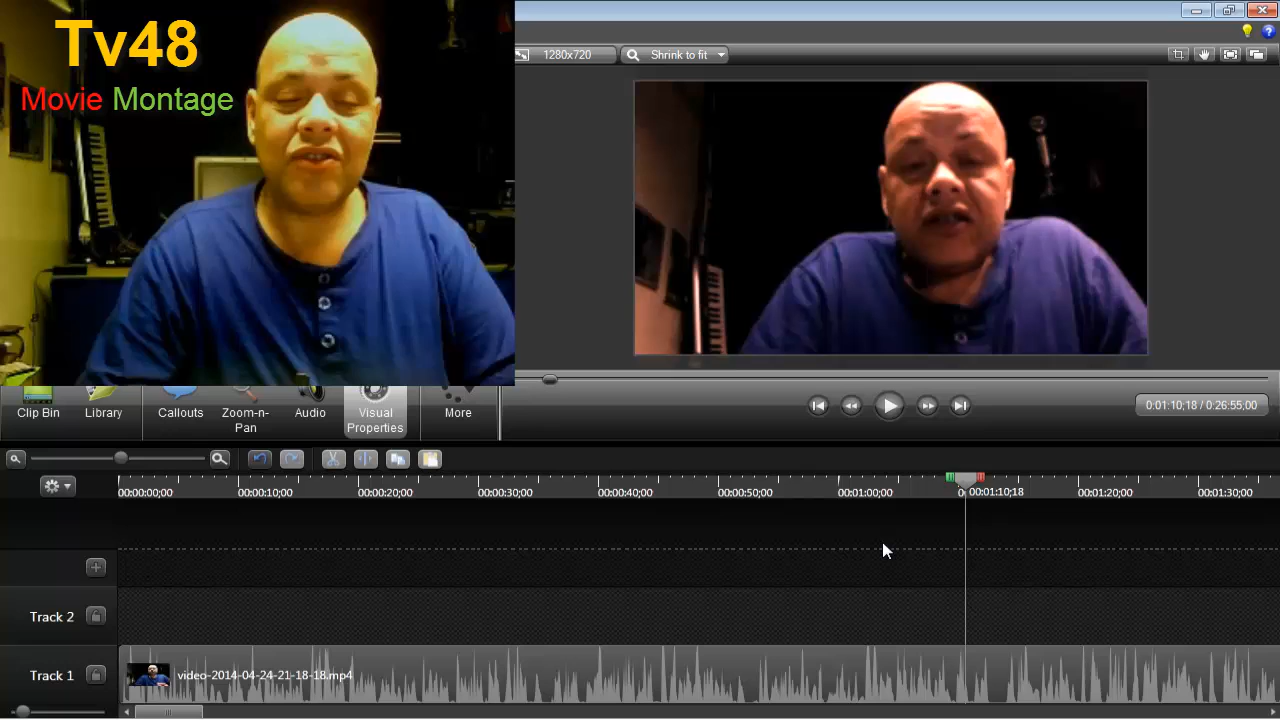 Tv48
Movie Montage
1280x720
Shrink to fit
Clip Bin
Library
Callouts
Zoom-n-Pan
Audio
Visual Properties
More
0:01:10;18 / 0:26:55;00
00:00:00;00
00:00:10;00
00:00:20;00
00:00:30;00
00:00:40;00
00:00:50;00
00:01:00;00
00:01:10;18
00:01:20;00
00:01:30;00
Track 2
Track 1
video-2014-04-24-21-18-18.mp4